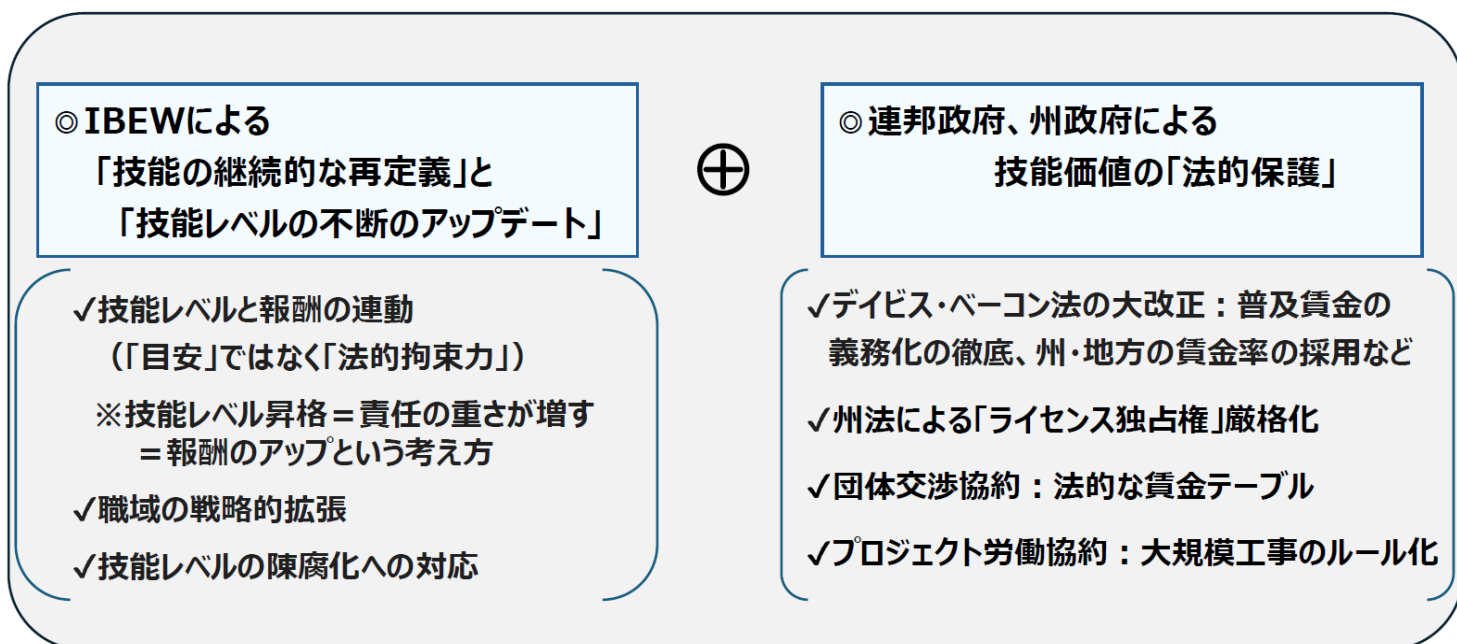 ◎IBEWによる
「技能の継続的な再定義」と
「技能レベルの不断のアップデート」
✓技能レベルと報酬の連動
（「目安」ではなく「法的拘束力」）
※技能レベル昇格＝責任の重さが増す
＝報酬のアップという考え方
✓職域の戦略的拡張
✓技能レベルの陳腐化への対応
⊕
◎連邦政府、州政府による
技能価値の「法的保護」
✓デイビス・ベーコン法の大改正：普及賃金の
義務化の徹底、州・地方の賃金率の採用など
✓州法による「ライセンス独占権」厳格化
✓団体交渉協約：法的な賃金テーブル
✓プロジェクト労働協約：大規模工事のルール化